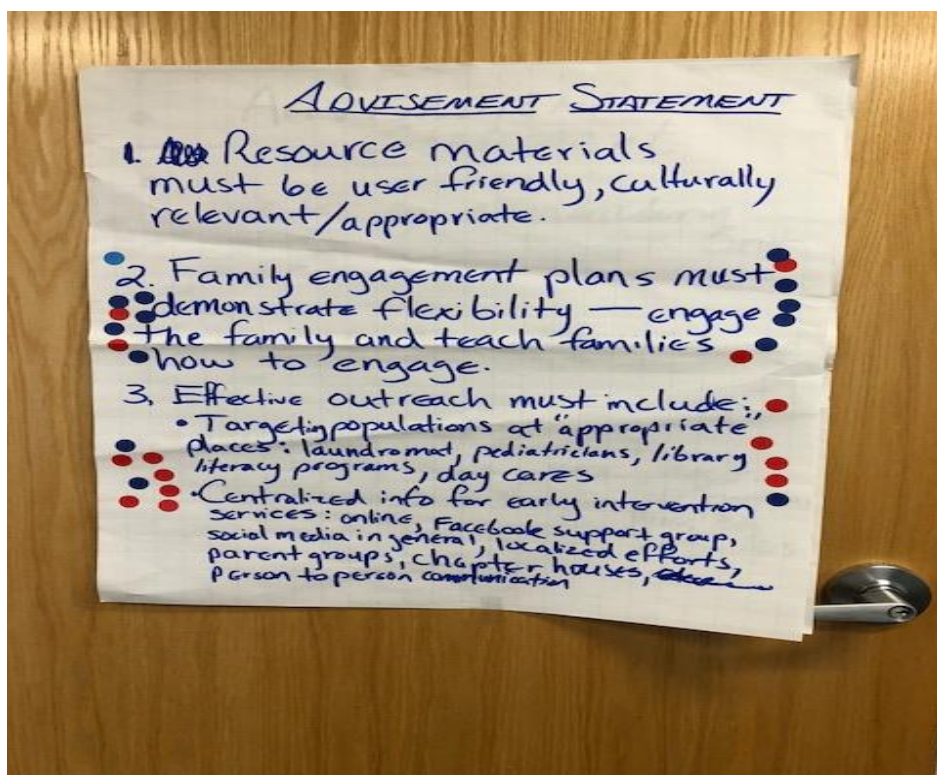 ADVISEMENT STATEMENT
1. Resource materials
must be user friendly, culturally
relevant/appropriate.
2. Family engagement plans must
demonstrate flexibility — engage
the family and teach families
how to engage.
3. Effective outreach must include:
• Targeting populations at "appropriate"
places: laundromat, pediatricians, library
literacy programs, day cares
• Centralized info for early intervention
services: online, Facebook support group,
social media in general, localized efforts,
parent groups, chapter houses,
person to person communication